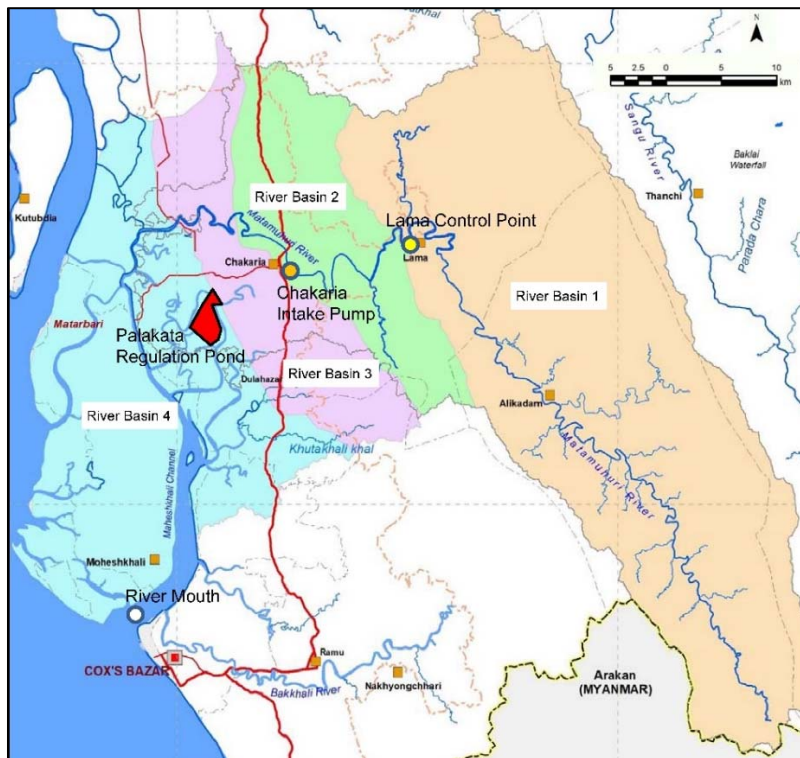 N
5 2.5 0 5 10
km
Sangu River
Baklai
Waterfall
Thanchi
Parada Chara
Kutubdia
River Basin 2
Matamuhuri River
Lama Control Point
Lama
Chakaria
Chakaria
Intake Pump
River Basin 1
Matarbari
Palakata
Regulation Pond
Dulahazar
River Basin 3
Alikadam
River Basin 4
Khutakhali khal
Maheshkhali Channel
Matamuhuri River
Moheshkhali
River Mouth
COX'S BAZAR
Ramu
Bakkhali River
Nakhyongchhari
Arakan
(MYANMAR)